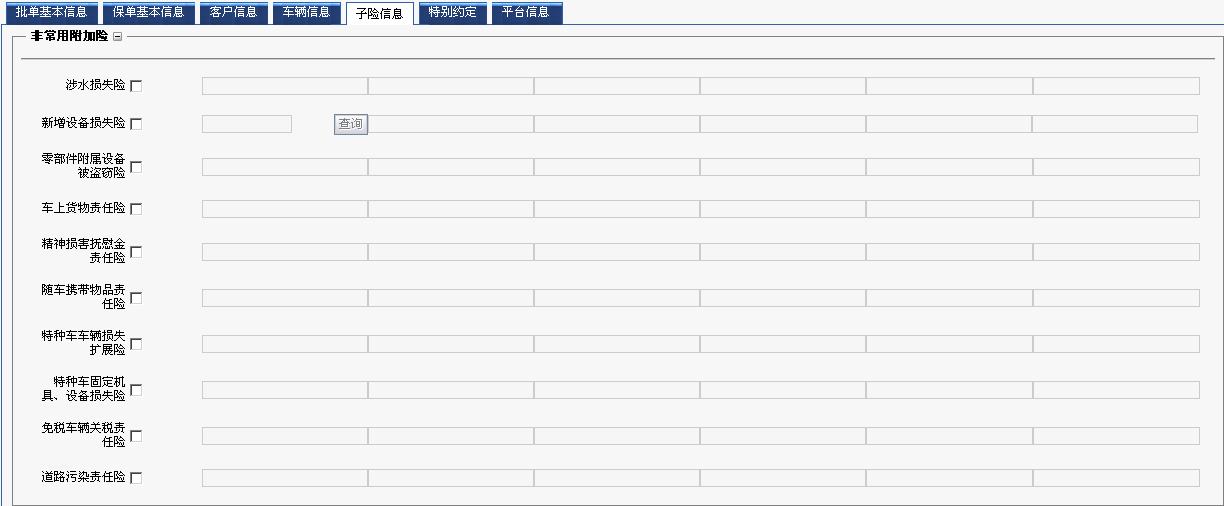 批单基本信息 保单基本信息 客户信息 车辆信息 子险信息 特别约定 平台信息
非常用附加险
涉水损失险
新增设备损失险 查询
零部件附属设备
被盗窃险
车上货物责任险
精神损害抚慰金
责任险
随车携带物品责
任险
特种车车辆损失
扩展险
特种车固定机
具、设备损失险
免税车辆关税责
任险
道路污染责任险